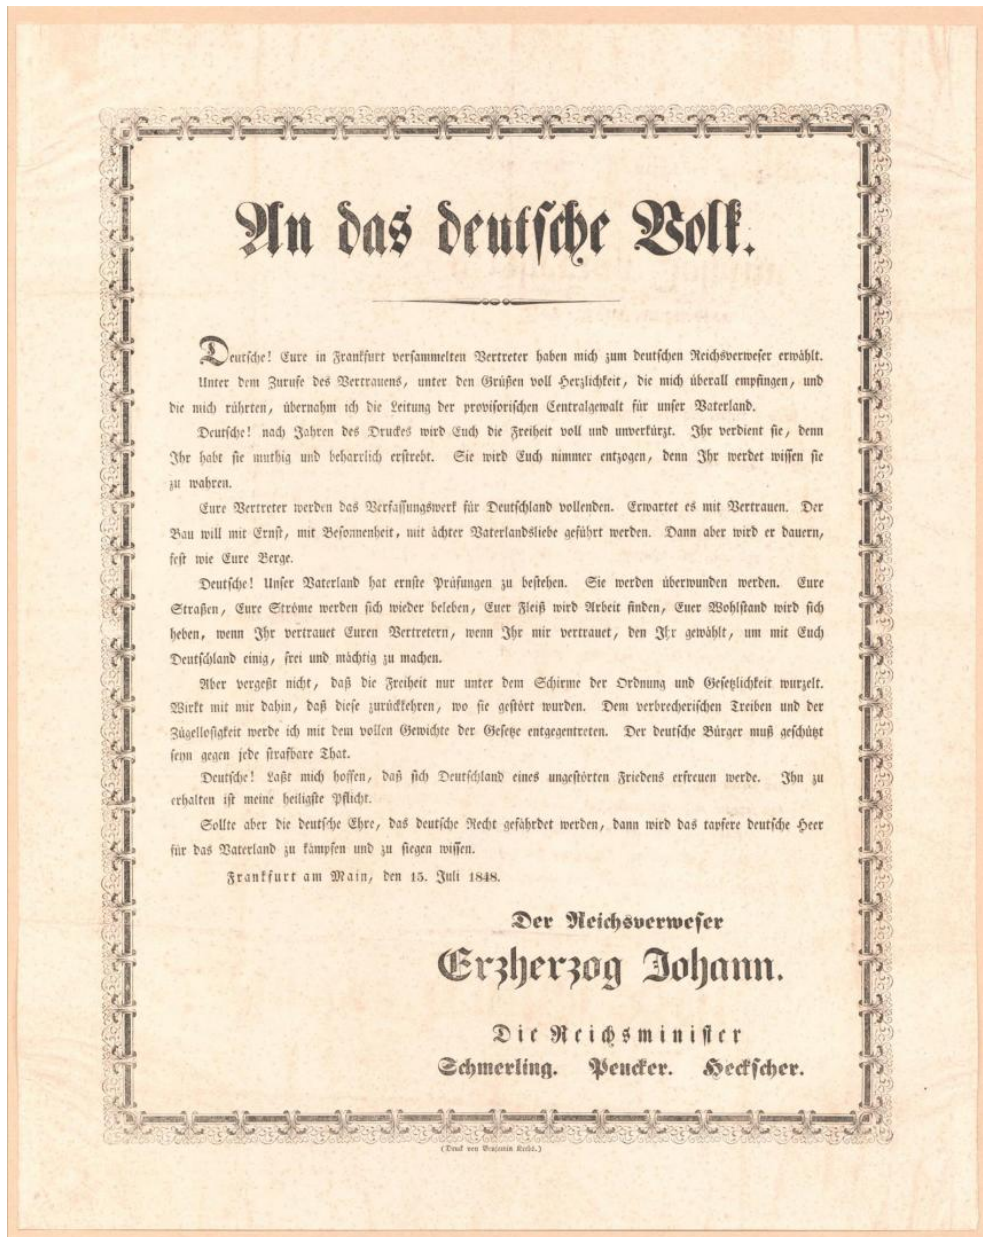 An das deutsche Volk.
Deutsche! Eure in Frankfurt versammelten Vertreter haben mich zum deutschen Reichsverweser erwählt.
Unter dem Zurufe des Vertrauens, unter den Grüßen voll Herzlichkeit, die mich überall empfingen, und
die mich rührten, übernahm ich die Leitung der provisorischen Centralgewalt für unser Vaterland.
Deutsche! nach Jahren des Druckes wird Euch die Freiheit voll und unverkürzt. Ihr verdient sie, denn
Ihr habt sie muthig und beharrlich erstrebt. Sie wird Euch nimmer entzogen, denn Ihr werdet wissen sie
zu wahren.
Eure Vertreter werden das Verfassungswerk für Deutschland vollenden. Erwartet es mit Vertrauen. Der
Bau will mit Ernst, mit Besonnenheit, mit ächter Vaterlandsliebe geführt werden. Dann aber wird er dauern,
fest wie Eure Berge.
Deutsche! Unser Vaterland hat ernste Prüfungen zu bestehen. Sie werden überwunden werden. Eure
Straßen, Eure Ströme werden sich wieder beleben, Euer Fleiß wird Arbeit finden, Euer Wohlstand wird sich
heben, wenn Ihr vertrauet Euren Vertretern, wenn Ihr mir vertrauet, den Ihr gewählt, um mit Euch
Deutschland einig, frei und mächtig zu machen.
Aber vergeßt nicht, daß die Freiheit nur unter dem Schirme der Ordnung und Gesetzlichkeit wurzelt.
Wirkt mit mir dahin, daß diese zurückkehren, wo sie gestört wurden. Dem verbrecherischen Treiben und der
Zügellosigkeit werde ich mit dem vollen Gewichte der Gesetze entgegentreten. Der deutsche Bürger muß geschützt
seyn gegen jede strafbare That.
Deutsche! Laßt mich hoffen, daß sich Deutschland eines ungestörten Friedens erfreuen werde. Ihn zu
erhalten ist meine heiligste Pflicht.
Sollte aber die deutsche Ehre, das deutsche Recht gefährdet werden, dann wird das tapfere deutsche Heer
für das Vaterland zu kämpfen und zu siegen wissen.
Frankfurt am Main, den 15. Juli 1848.
Der Reichsverweser
Erzherzog Johann.
Die Reichsminister
Schmerling. Peucker. Heckscher.
(Druck von Benjamin Krebs.)